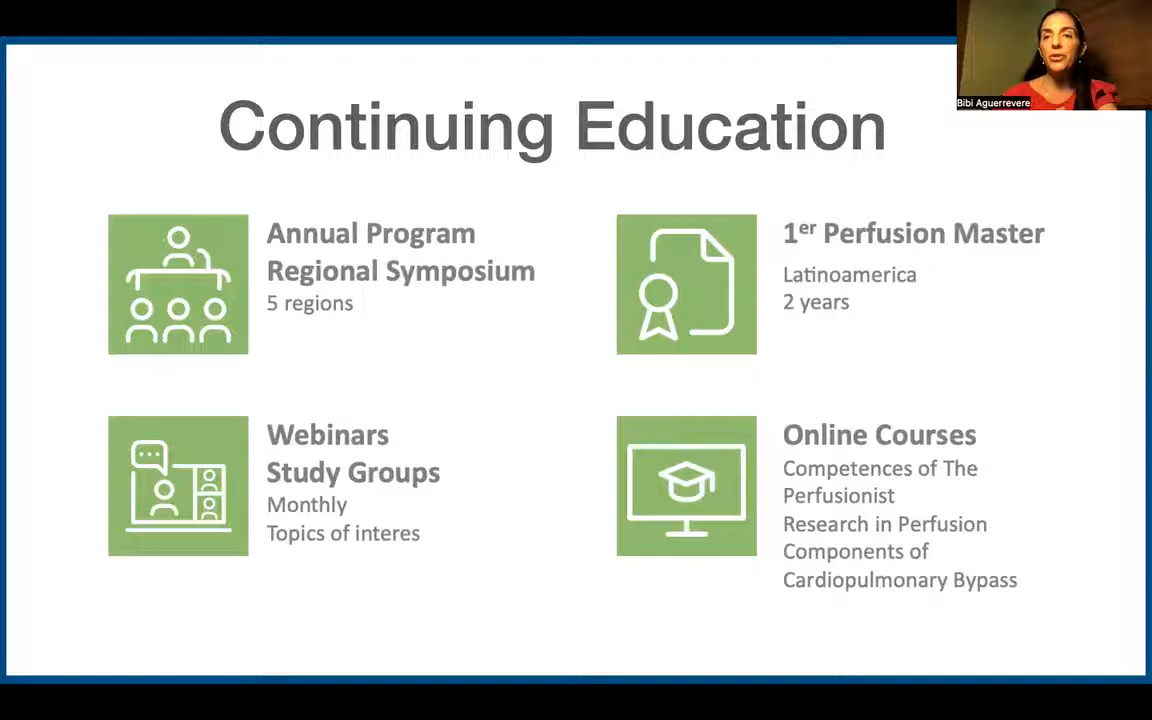 Bibi Aguerrevere
Continuing Education
Annual Program
Regional Symposium
5 regions
1er Perfusion Master
Latinoamerica
2 years
Webinars
Study Groups
Monthly
Topics of interes
Online Courses
Competences of The
Perfusionist
Research in Perfusion
Components of
Cardiopulmonary Bypass